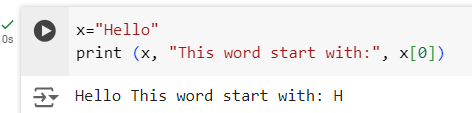 x="Hello"
0s
print (x, "This word start with:", x[0])
Hello This word start with: H